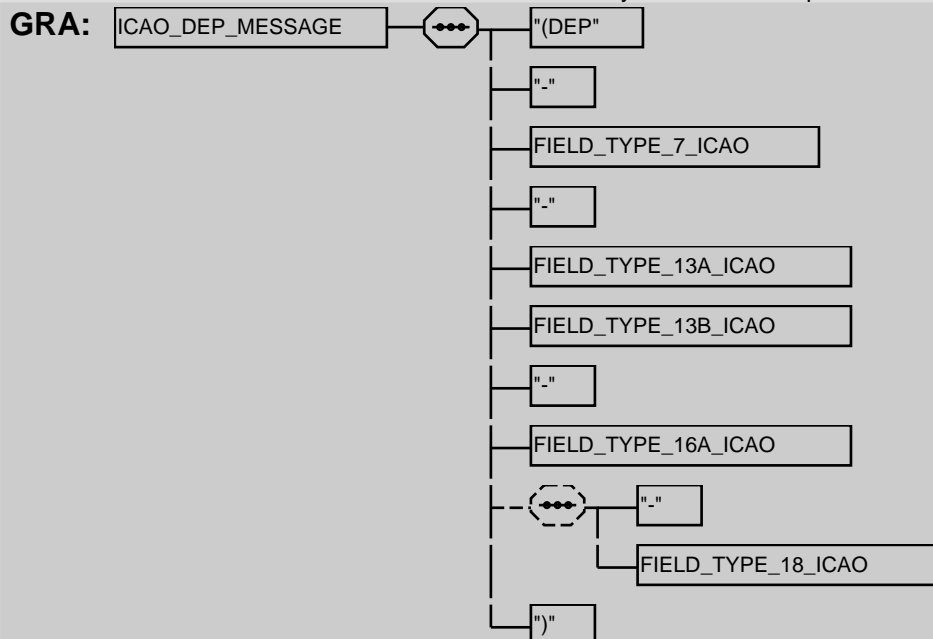 GRA: ICAO_DEP_MESSAGE "(DEP"
"-"
FIELD_TYPE_7_ICAO
"-"
FIELD_TYPE_13A_ICAO
FIELD_TYPE_13B_ICAO
"-"
FIELD_TYPE_16A_ICAO
"-"
FIELD_TYPE_18_ICAO
")"